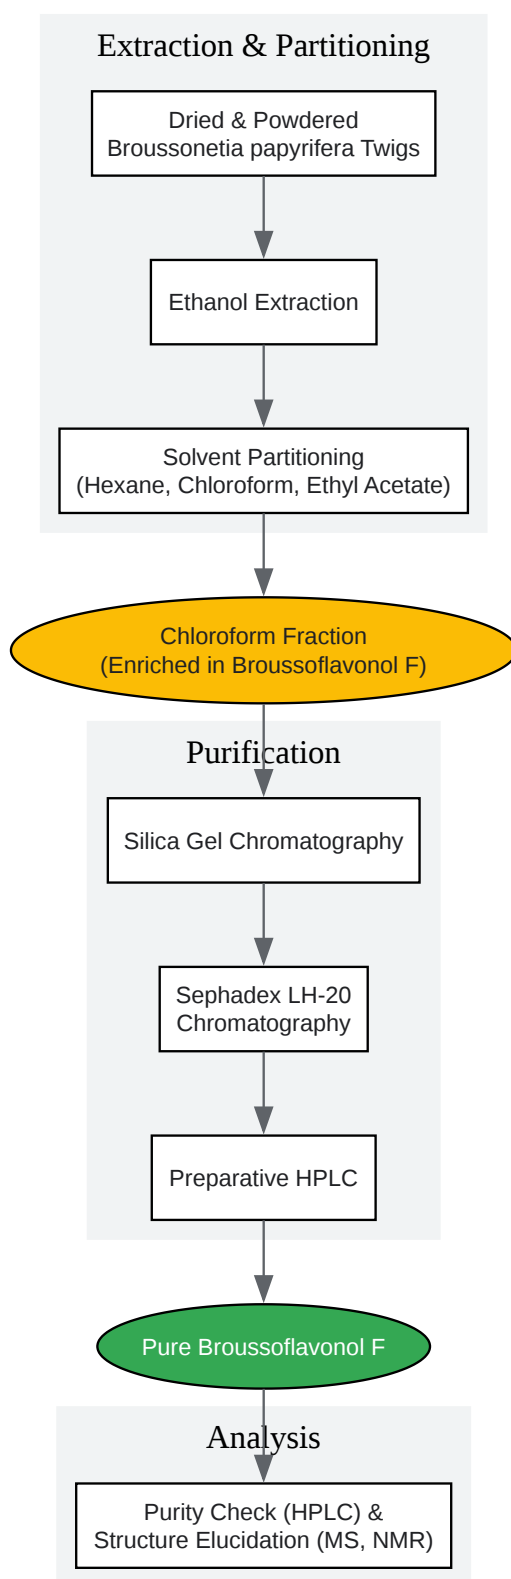 Extraction & Partitioning
Dried & Powdered
Broussonetia papyrifera Twigs
Ethanol Extraction
Solvent Partitioning
(Hexane, Chloroform, Ethyl Acetate)
Chloroform Fraction
(Enriched in Broussoflavonol F)
Purification
Silica Gel Chromatography
Sephadex LH-20
Chromatography
Preparative HPLC
Pure Broussoflavonol F
Analysis
Purity Check (HPLC) &
Structure Elucidation (MS, NMR)